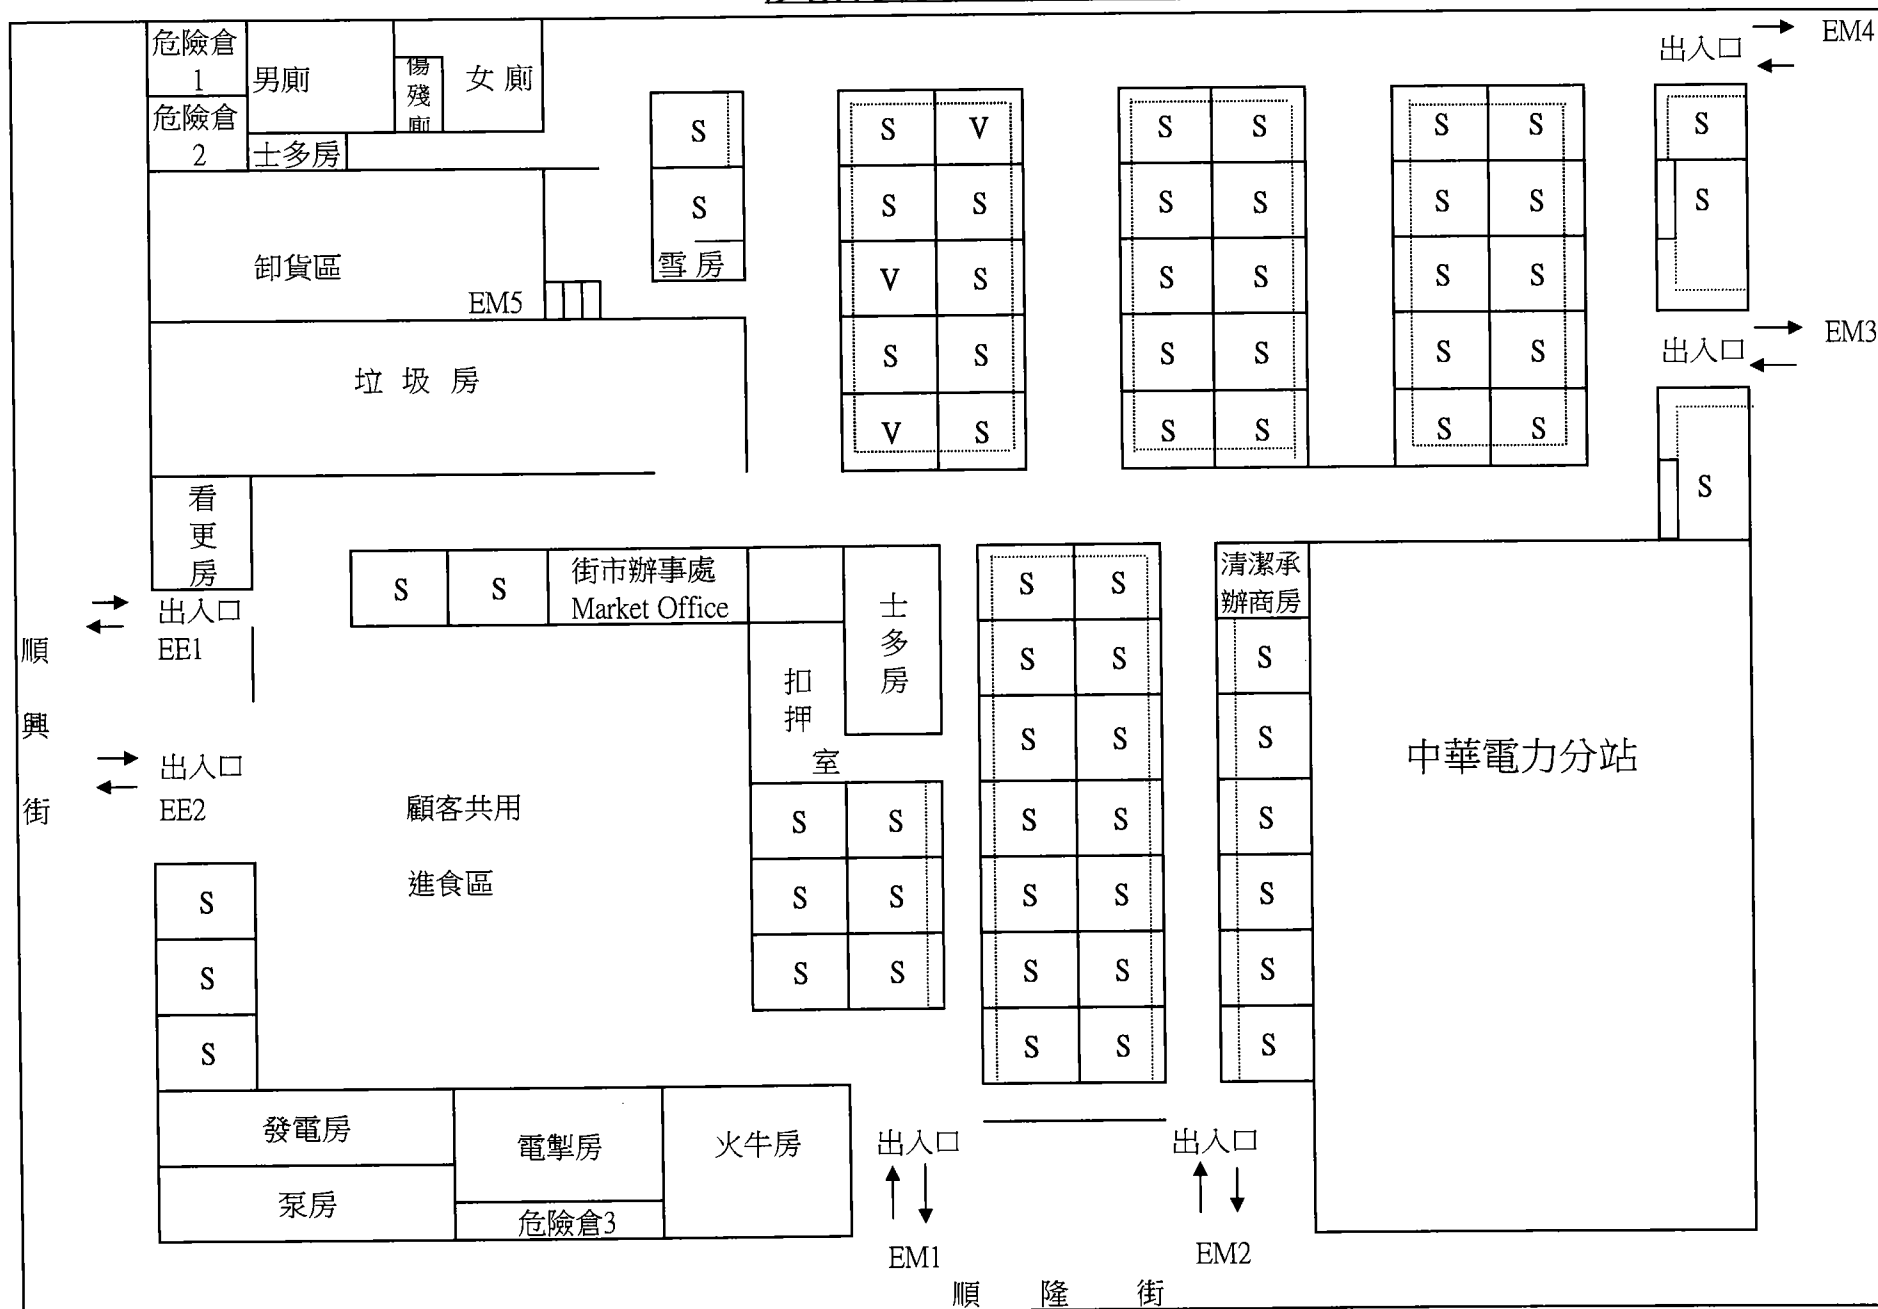 危險倉
1
男廁
傷
殘
廁
女廁
出入口
EM4
危險倉
2
士多房
S
S V
S S
S S
S
S
S S
S S
S S
S
卸貨區
EM5
雪房
V S
S S
S S
垃圾房
S S
S S
S S
出入口
EM3
V S
S S
S S
S
看
更
房
出入口
EE1
順
興
街
出入口
EE2
S S
街市辦事處
Market Office
士
多
房
扣
押
室
顧客共用
進食區
S S
S S
S S
S S
S S
S S
S S
S S
S S
S S
清潔承
辦商房
S
S
S
S
S
S
中華電力分站
S
S
S
發電房
泵房
電掣房
危險倉3
火牛房
出入口
EM1
出入口
EM2
順隆街